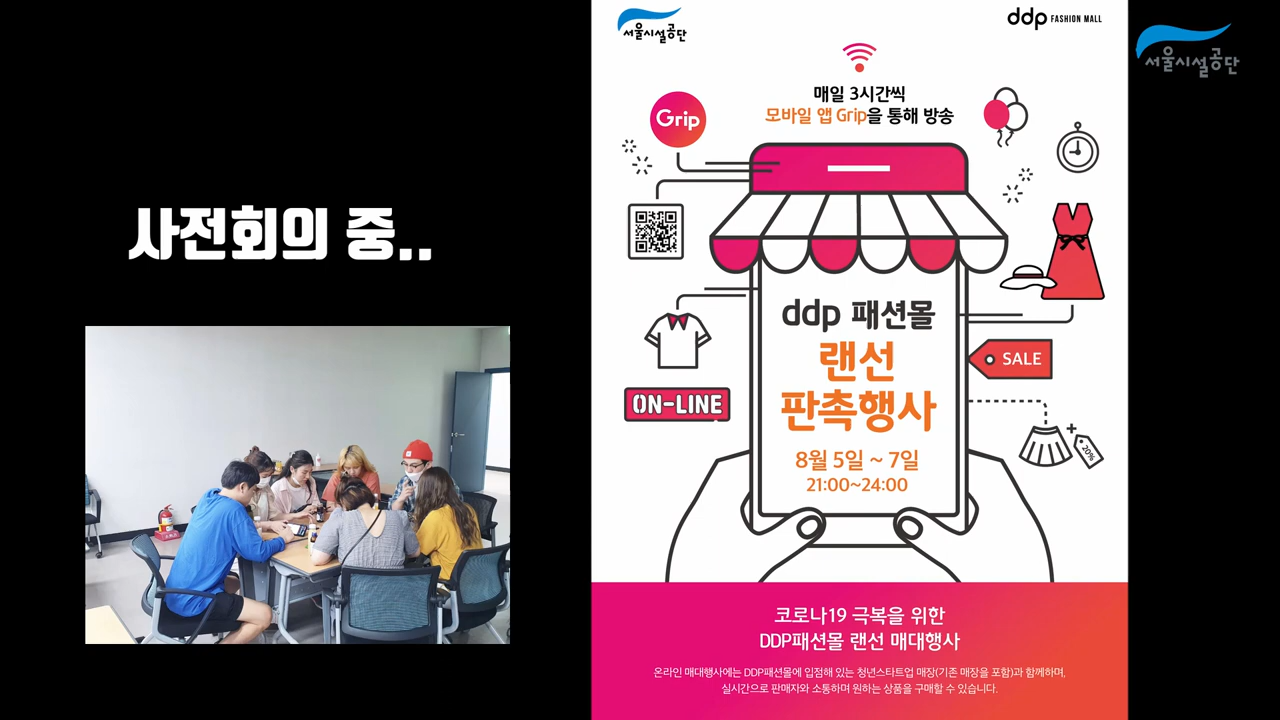 사전회의 중..
서울시설공단
ddp FASHION MALL
서울시설공단
매일 3시간씩
모바일 앱 Grip을 통해 방송
Grip
ddp 패션몰
랜선
판촉행사
8월 5일 ~ 7일
21:00~24:00
ON-LINE
SALE
20%
코로나19 극복을 위한
DDP패션몰 랜선 매대행사
온라인 매대행사에는 DDP패션몰에 입점해 있는 청년스타트업 매장(기존 매장을 포함)과 함께하며,
실시간으로 판매자와 소통하며 원하는 상품을 구매할 수 있습니다.